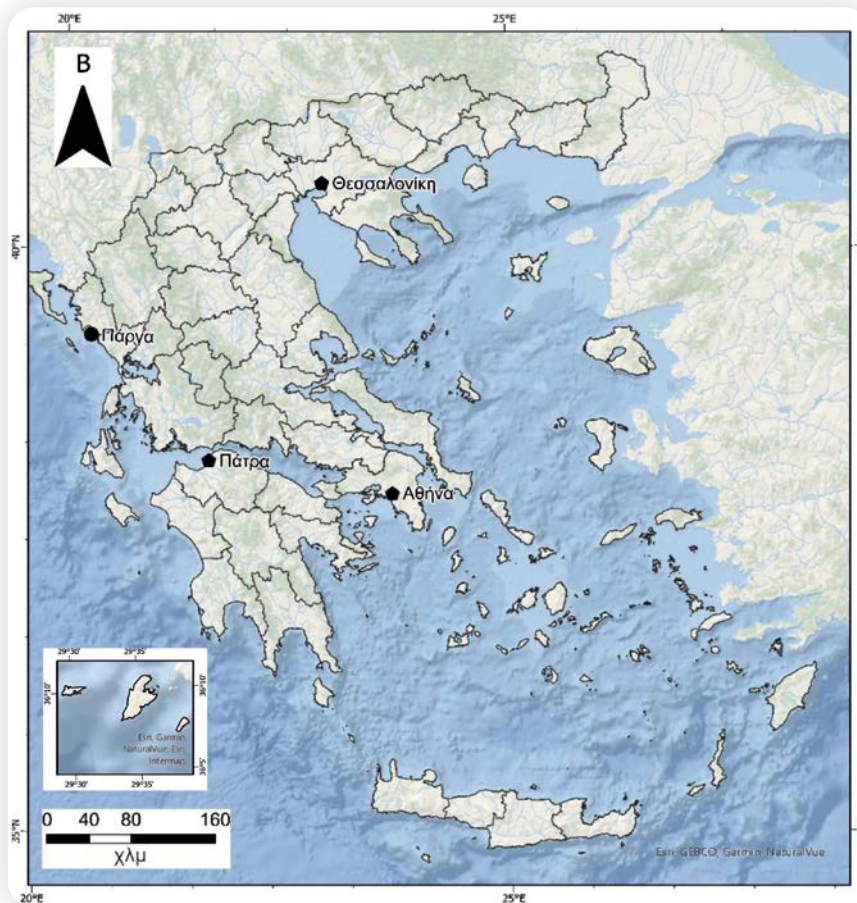 20°E 25°E
Β
Θεσσαλονίκη
40°N 40°N
Πάργα
Πάτρα
Αθήνα
29°30' 29°35'
36°10' 36°10'
Esri, Garmin,
NaturalVue, Esri,
Intermap,
36°5'
29°30' 29°35'
0 40 80 160
χλμ
35°N 35°N
Esri, GEBCO, Garmin, NaturalVue
20°E 25°E